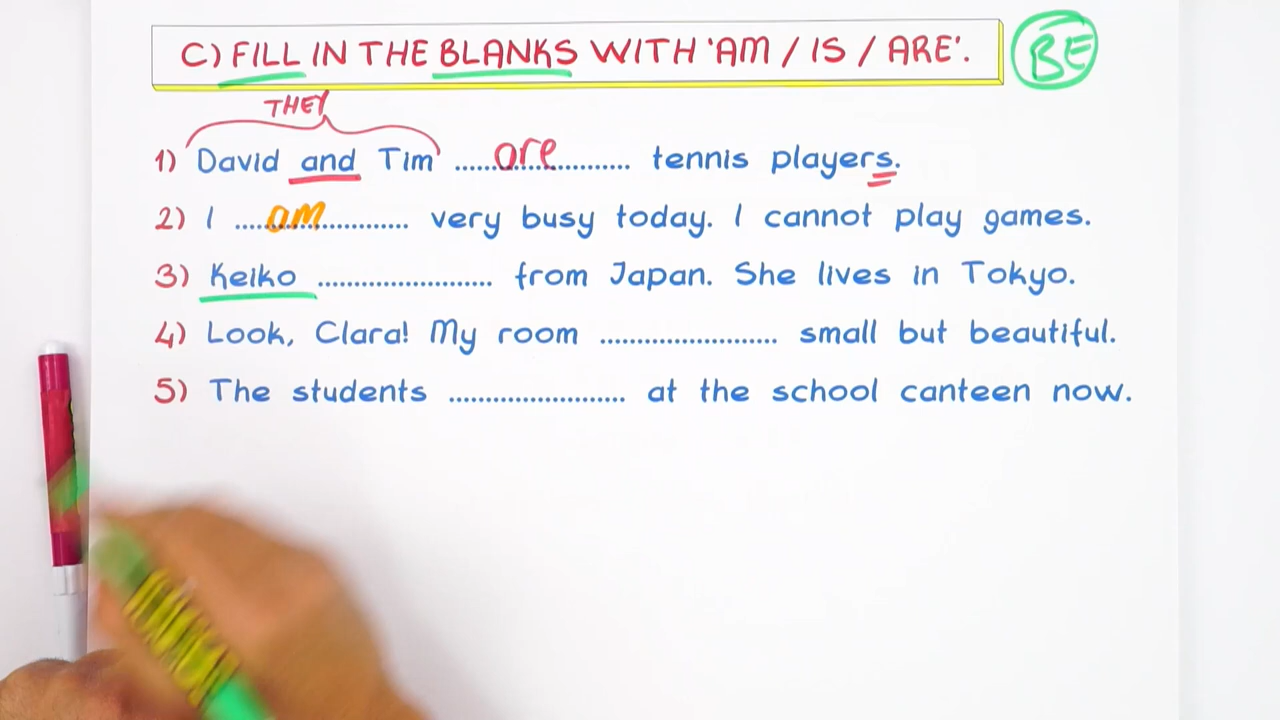 C) FILL IN THE BLANKS WITH 'AM / IS / ARE'.
BE
THEY
1) David and Tim ........are........ tennis players.
2) I ........am........ very busy today. I cannot play games.
3) Keiko ........................ from Japan. She lives in Tokyo.
4) Look, Clara! My room ........................ small but beautiful.
5) The students ........................ at the school canteen now.